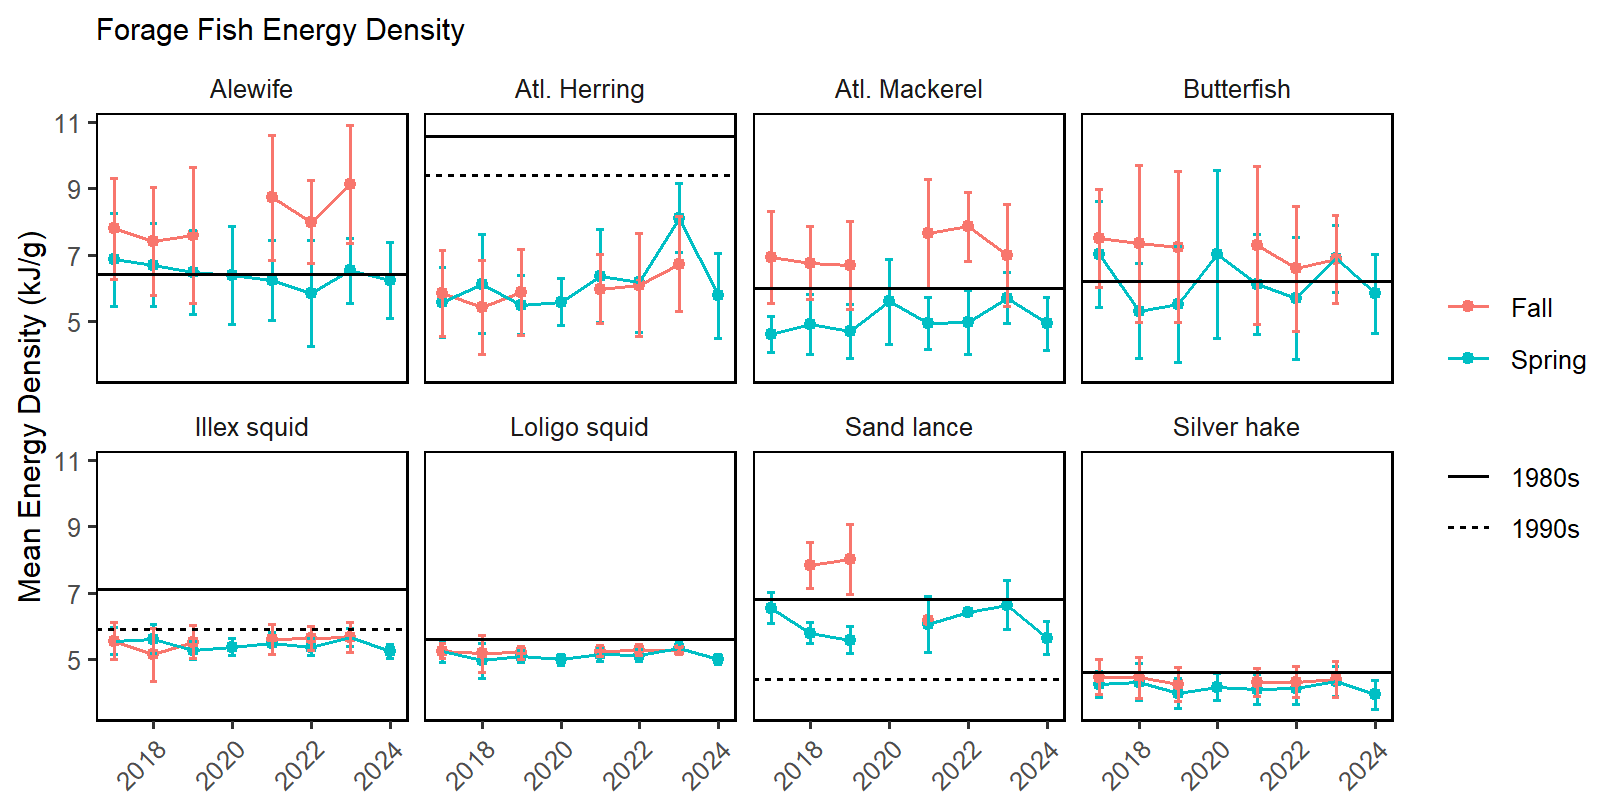 Forage Fish Energy Density
Alewife
Atl. Herring
Atl. Mackerel
Butterfish
11
9
7
5
Mean Energy Density (kJ/g)
Fall
Spring
Illex squid
Loligo squid
Sand lance
Silver hake
11
9
7
5
1980s
1990s
2018 2020 2022 2024
2018 2020 2022 2024
2018 2020 2022 2024
2018 2020 2022 2024